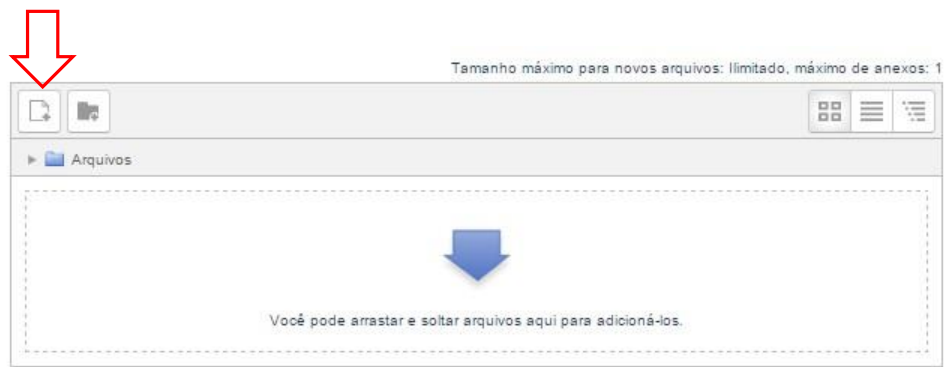 Tamanho máximo para novos arquivos: Ilimitado, máximo de anexos: 1
Arquivos
Você pode arrastar e soltar arquivos aqui para adicioná-los.